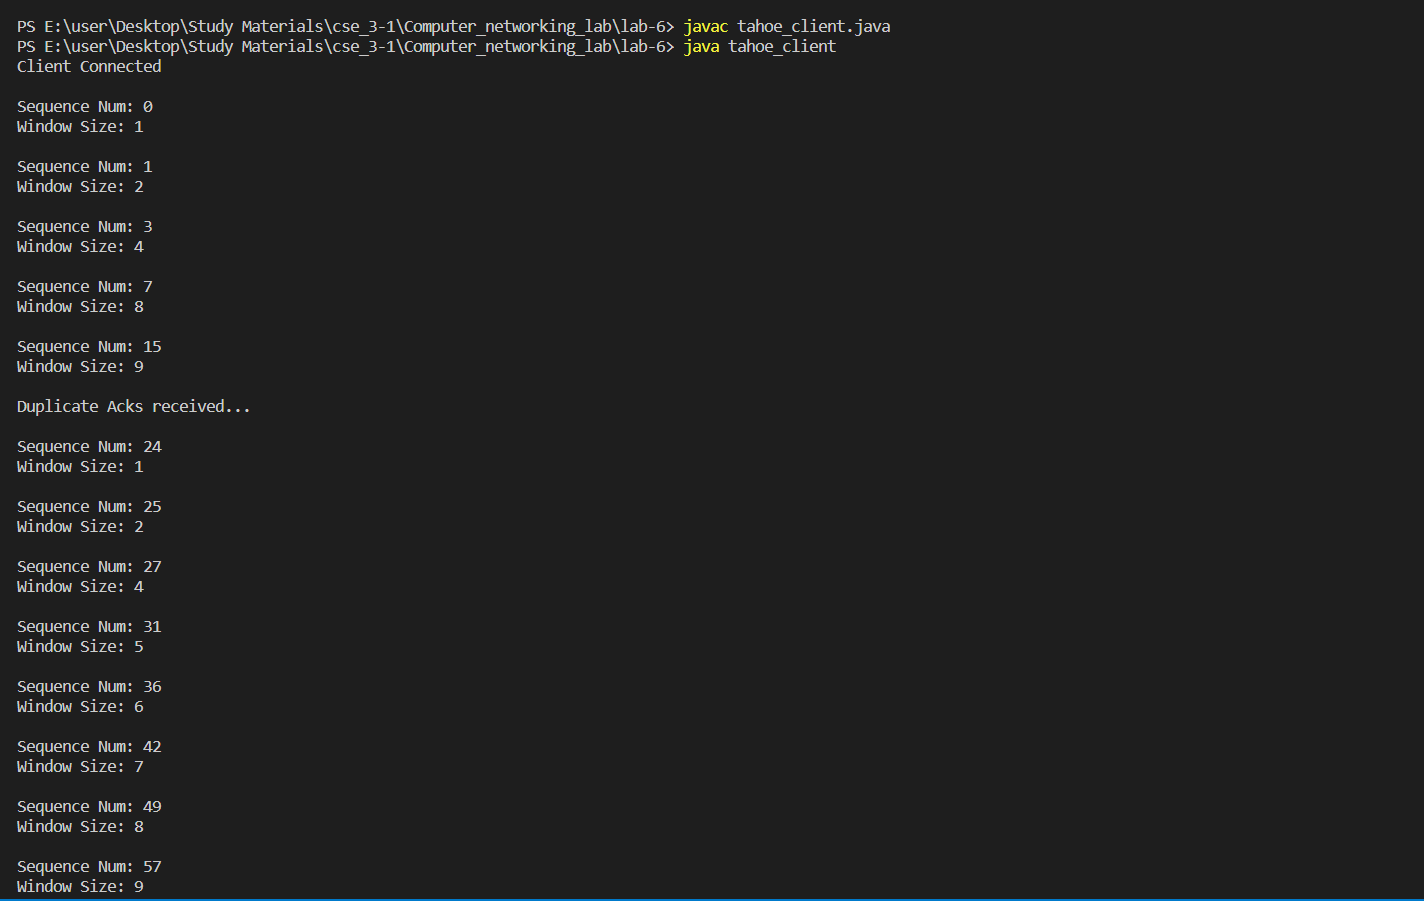 PS E:\user\Desktop\Study Materials\cse_3-1\Computer_networking_lab\lab-6> javac tahoe_client.java
PS E:\user\Desktop\Study Materials\cse_3-1\Computer_networking_lab\lab-6> java tahoe_client
Client Connected
Sequence Num: 0
Window Size: 1
Sequence Num: 1
Window Size: 2
Sequence Num: 3
Window Size: 4
Sequence Num: 7
Window Size: 8
Sequence Num: 15
Window Size: 9
Duplicate Acks received...
Sequence Num: 24
Window Size: 1
Sequence Num: 25
Window Size: 2
Sequence Num: 27
Window Size: 4
Sequence Num: 31
Window Size: 5
Sequence Num: 36
Window Size: 6
Sequence Num: 42
Window Size: 7
Sequence Num: 49
Window Size: 8
Sequence Num: 57
Window Size: 9